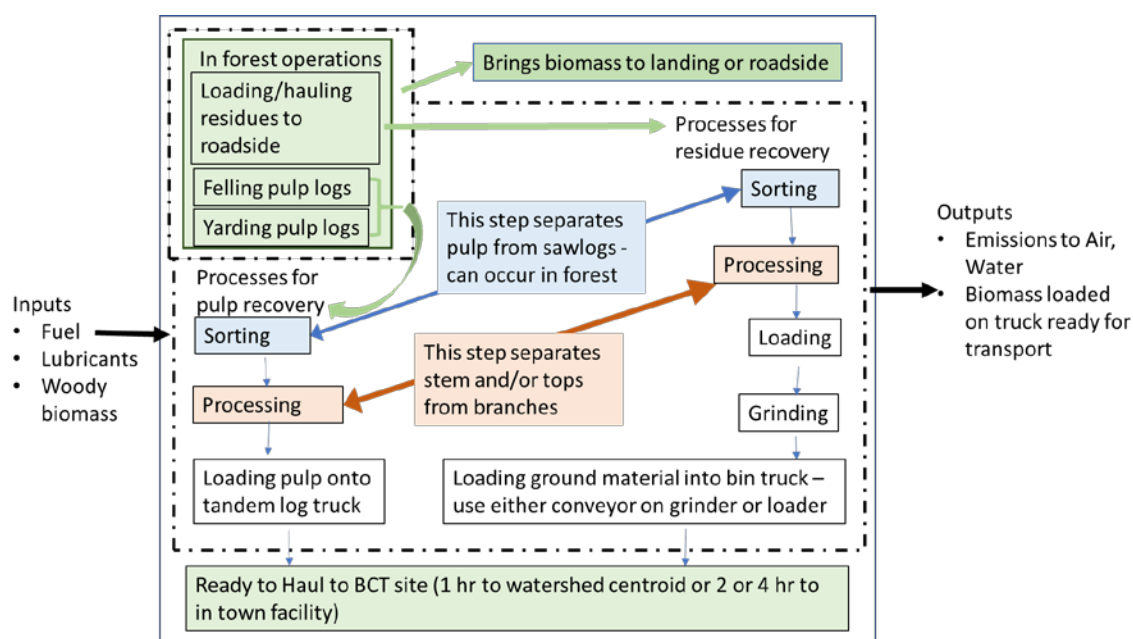 In forest operations
Loading/hauling
residues to
roadside
Felling pulp logs
Yarding pulp logs
Brings biomass to landing or roadside
Processes for
residue recovery
Sorting
Processing
Loading
Grinding
Loading ground material into bin truck –
use either conveyor on grinder or loader
This step separates
pulp from sawlogs -
can occur in forest
This step separates
stem and/or tops
from branches
Processes for
pulp recovery
Sorting
Processing
Loading pulp onto
tandem log truck
Inputs
• Fuel
• Lubricants
• Woody
biomass
Outputs
• Emissions to Air,
Water
• Biomass loaded
on truck ready for
transport
Ready to Haul to BCT site (1 hr to watershed centroid or 2 or 4 hr to
in town facility)